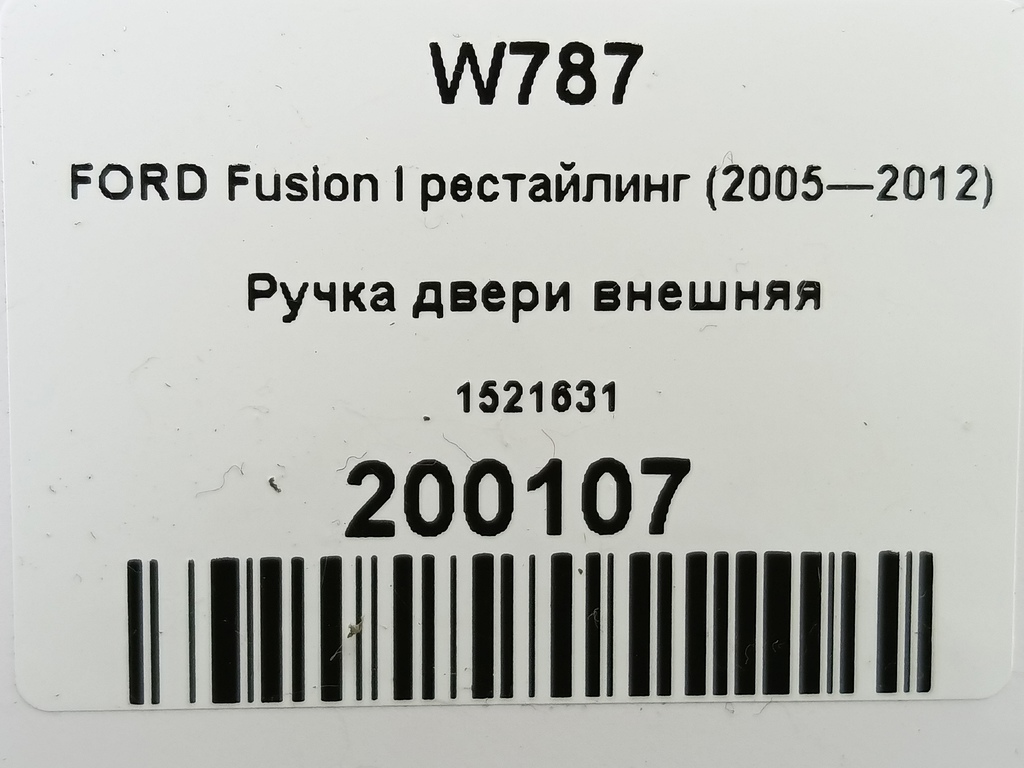 W787
FORD Fusion I рестайлинг (2005—2012)
Ручка двери внешняя
1521631
200107